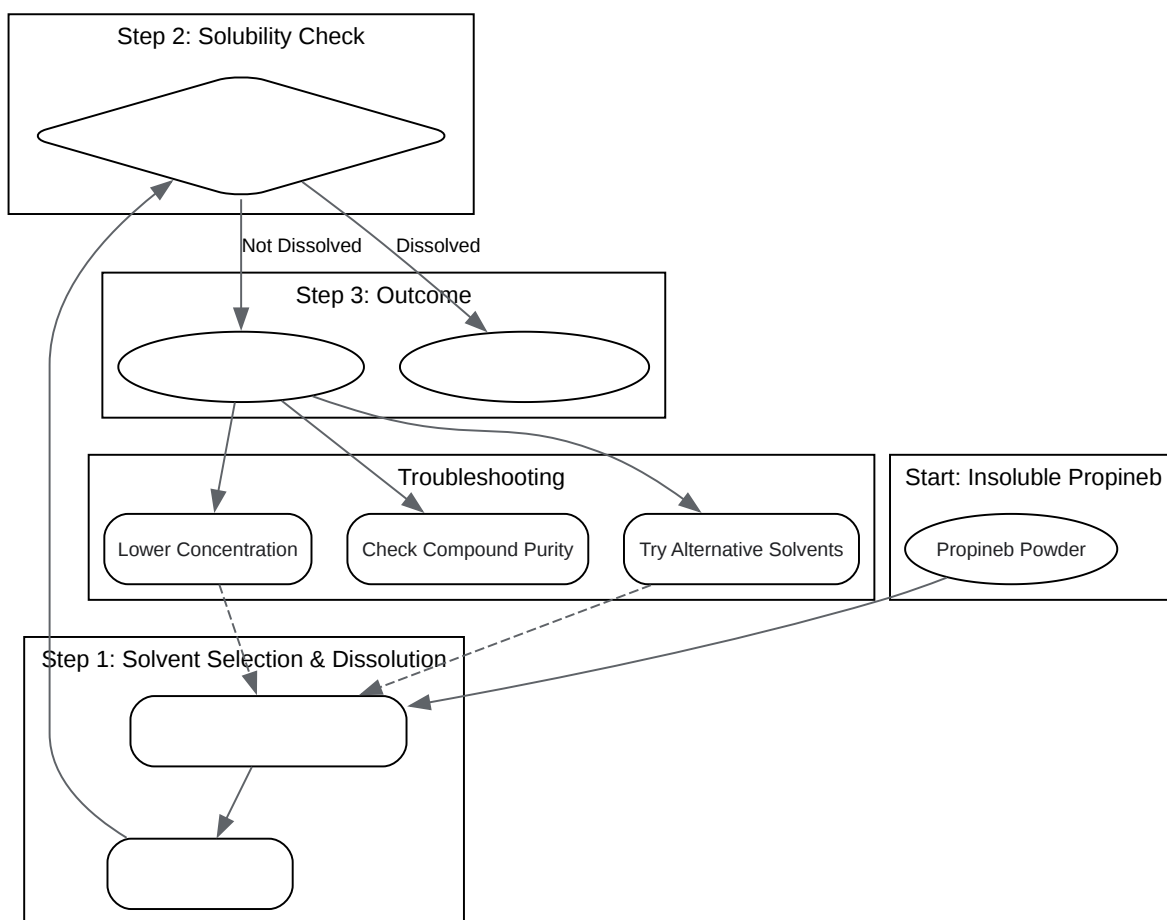 Step 2: Solubility Check
Not Dissolved
Dissolved
Step 3: Outcome
Troubleshooting
Start: Insoluble Propineb
Lower Concentration
Check Compound Purity
Try Alternative Solvents
Propineb Powder
Step 1: Solvent Selection & Dissolution